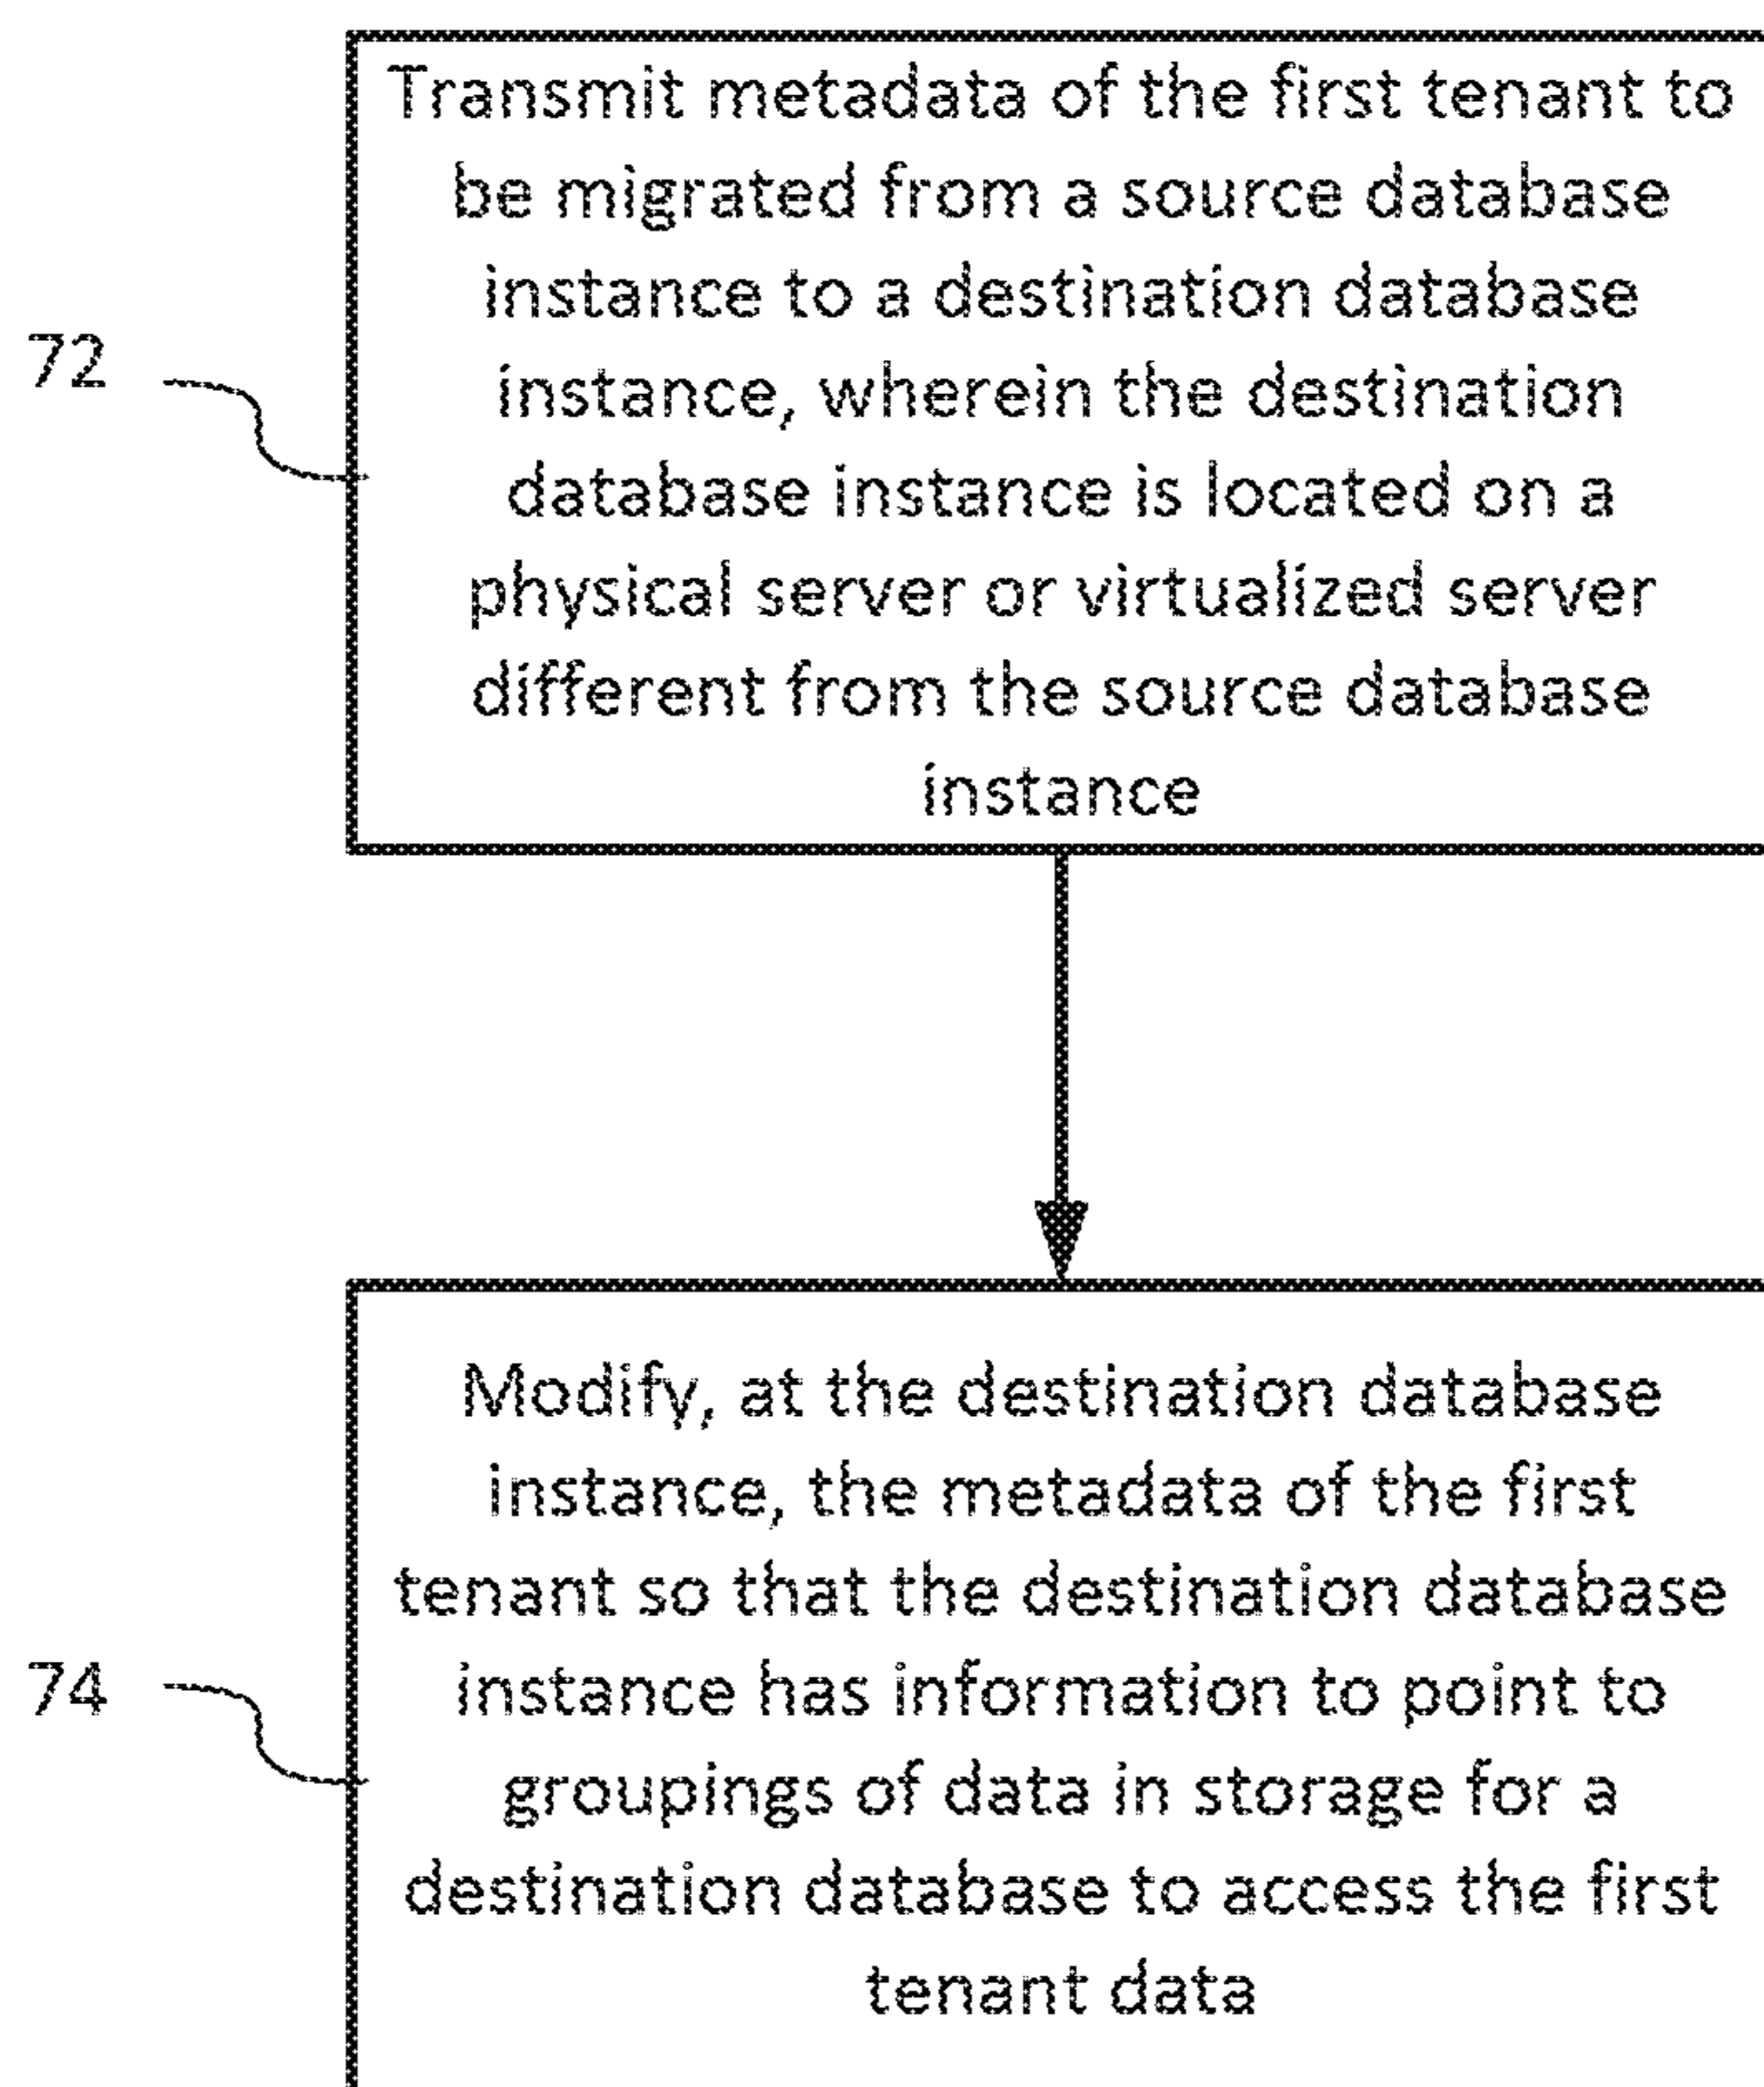 Transmit metadata of the first tenant to
be migrated from a source database
instance to a destination database
instance, wherein the destination
72
database instance is located on a
physical server or virtualized server
different from the source database
instance
Modify, at the destination database
instance, the metadata of the first
tenant so that the destination database
instance has information to point to
74
groupings of data in storage for a
destination database to access the first
tenant data